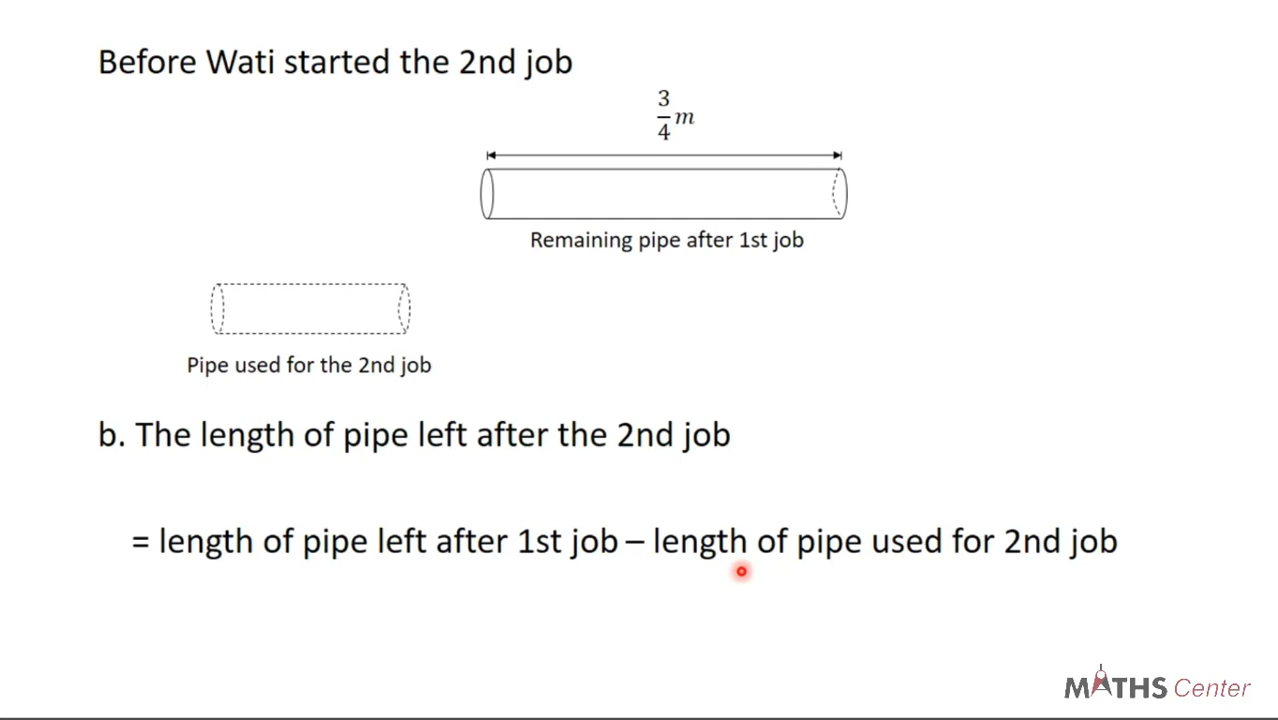 Before Wati started the 2nd job
3/4 m
Remaining pipe after 1st job
Pipe used for the 2nd job
b. The length of pipe left after the 2nd job
= length of pipe left after 1st job – length of pipe used for 2nd job
MATHS Center